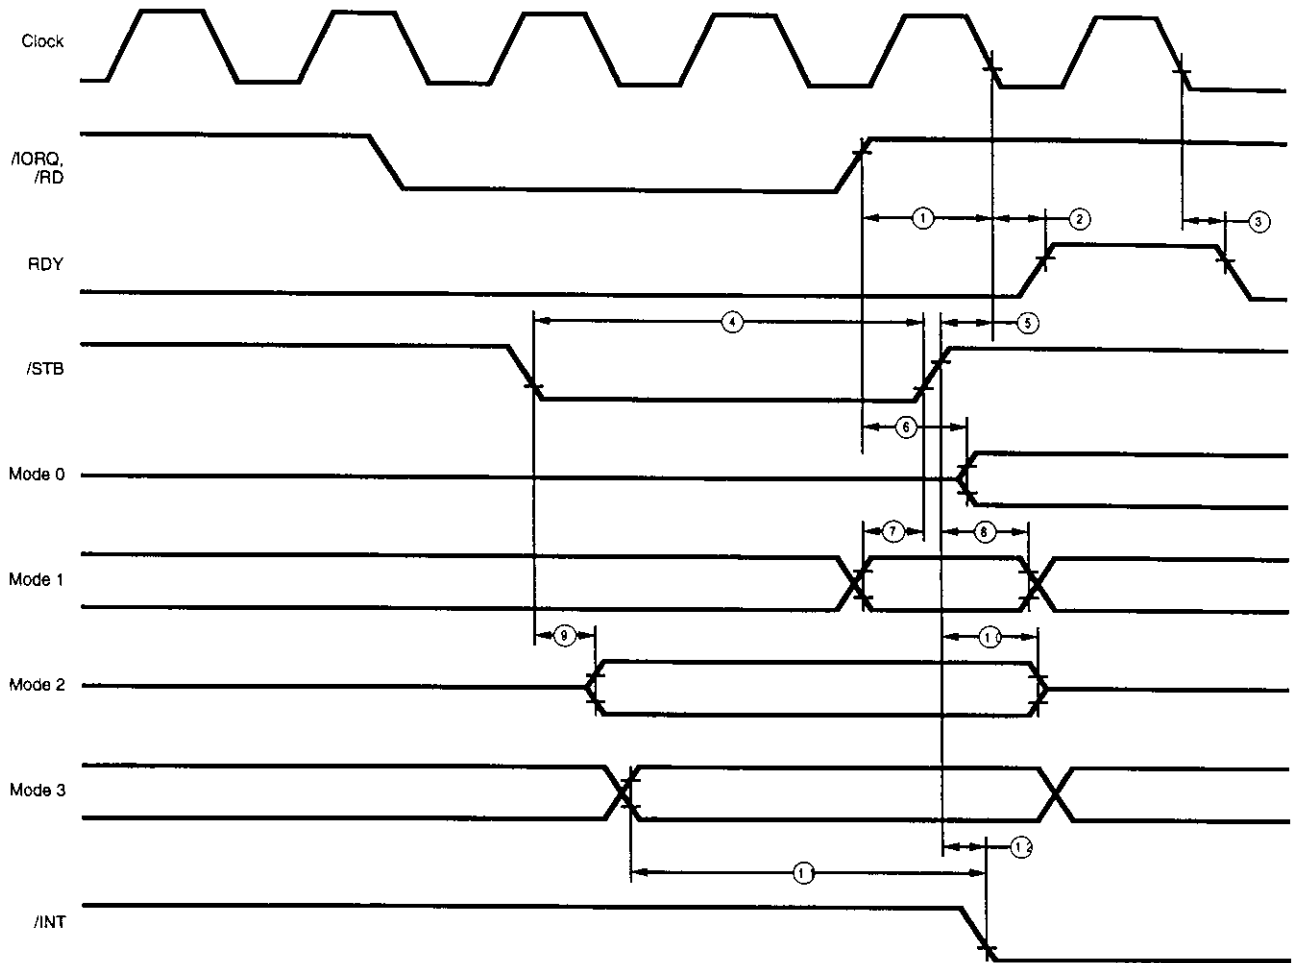 Clock
/IORQ,
/RD
1
2
3
RDY
4
5
/STB
6
Mode 0
7
8
Mode 1
9
10
Mode 2
Mode 3
12
11
/INT